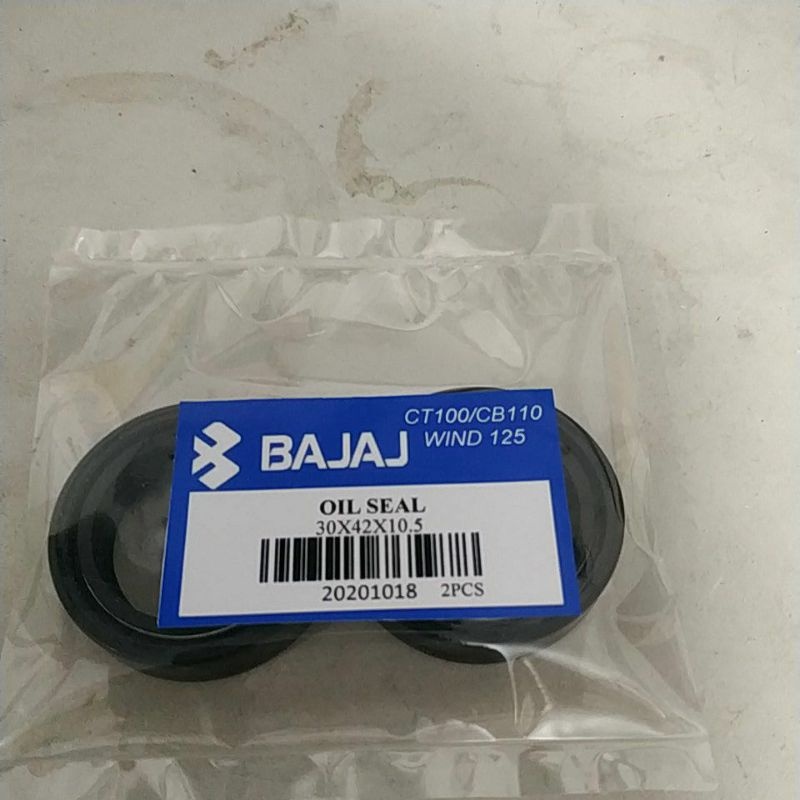 CT100/CB110
BAJAJ WIND 125
OIL SEAL
30X42X10.5
20201018 2PCS